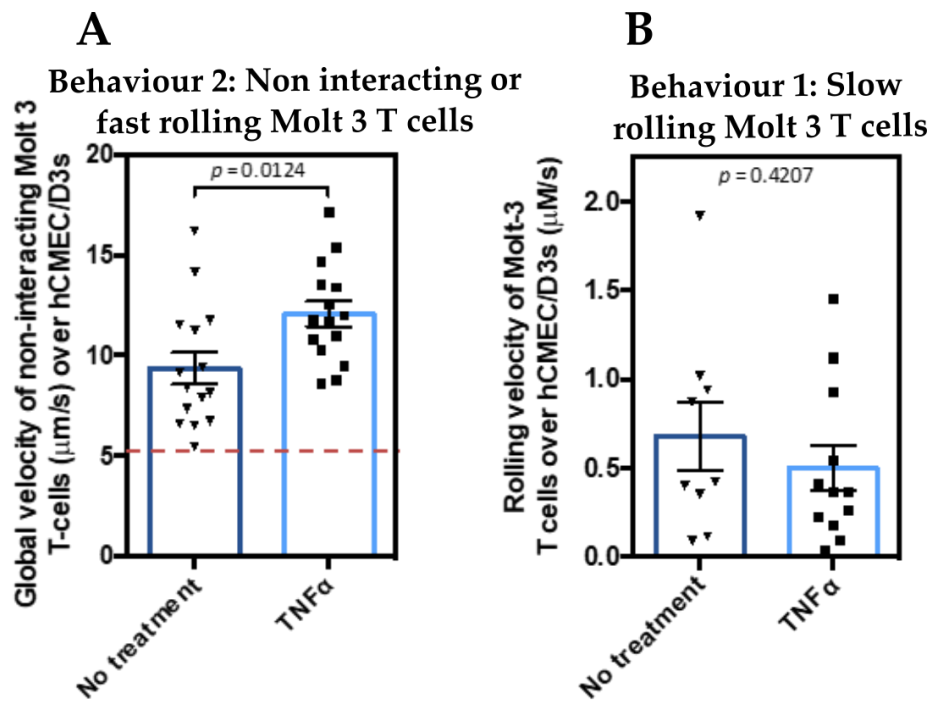 A
Behaviour 2: Non interacting or
fast rolling Molt 3 T cells
Global velocity of non-interacting Molt 3
T-cells (μm/s) over hCMEC/D3s
20
15
10
5
0
p = 0.0124
No treatment
TNFα
B
Behaviour 1: Slow
rolling Molt 3 T cells
Rolling velocity of Molt-3
T cells over hCMEC/D3s (μM/s)
2.0
1.5
1.0
0.5
0.0
p = 0.4207
No treatment
TNFα